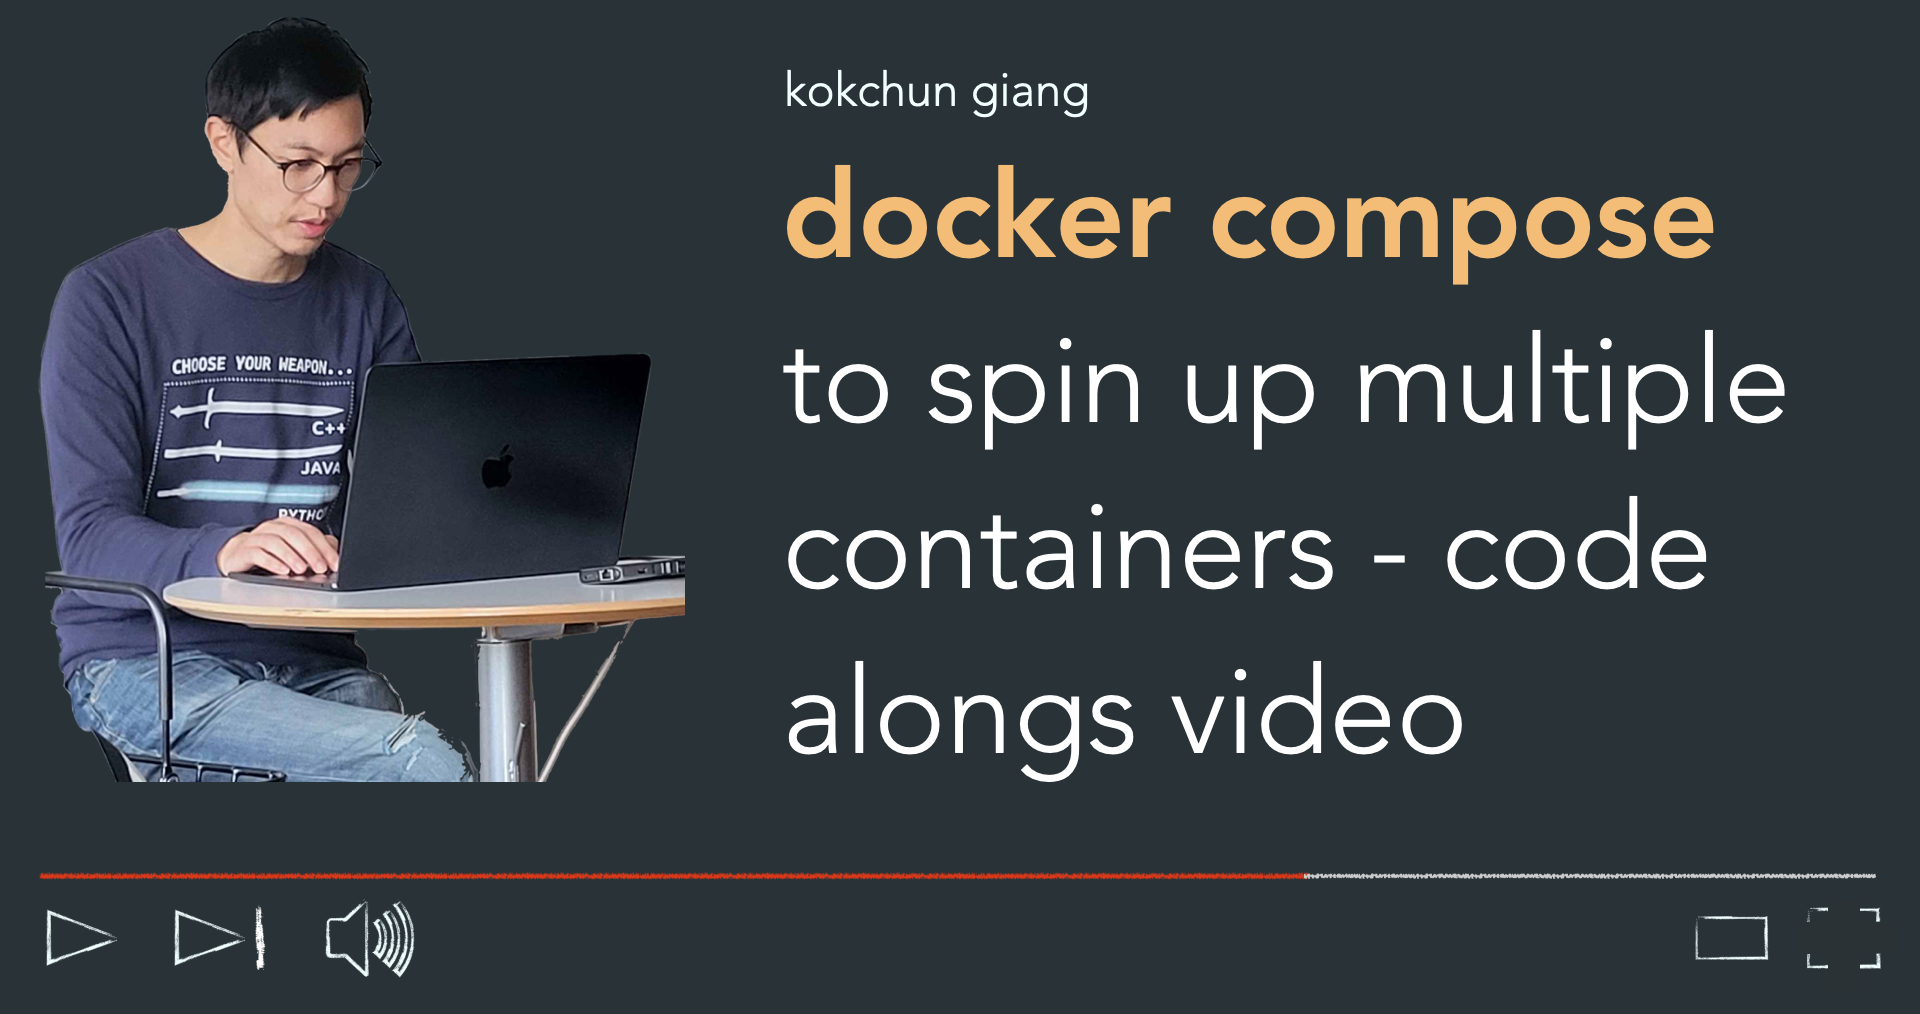 kokchun giang
docker compose
to spin up multiple
containers - code
alongs video
CHOOSE YOUR WEAPON...
C++
JAVA